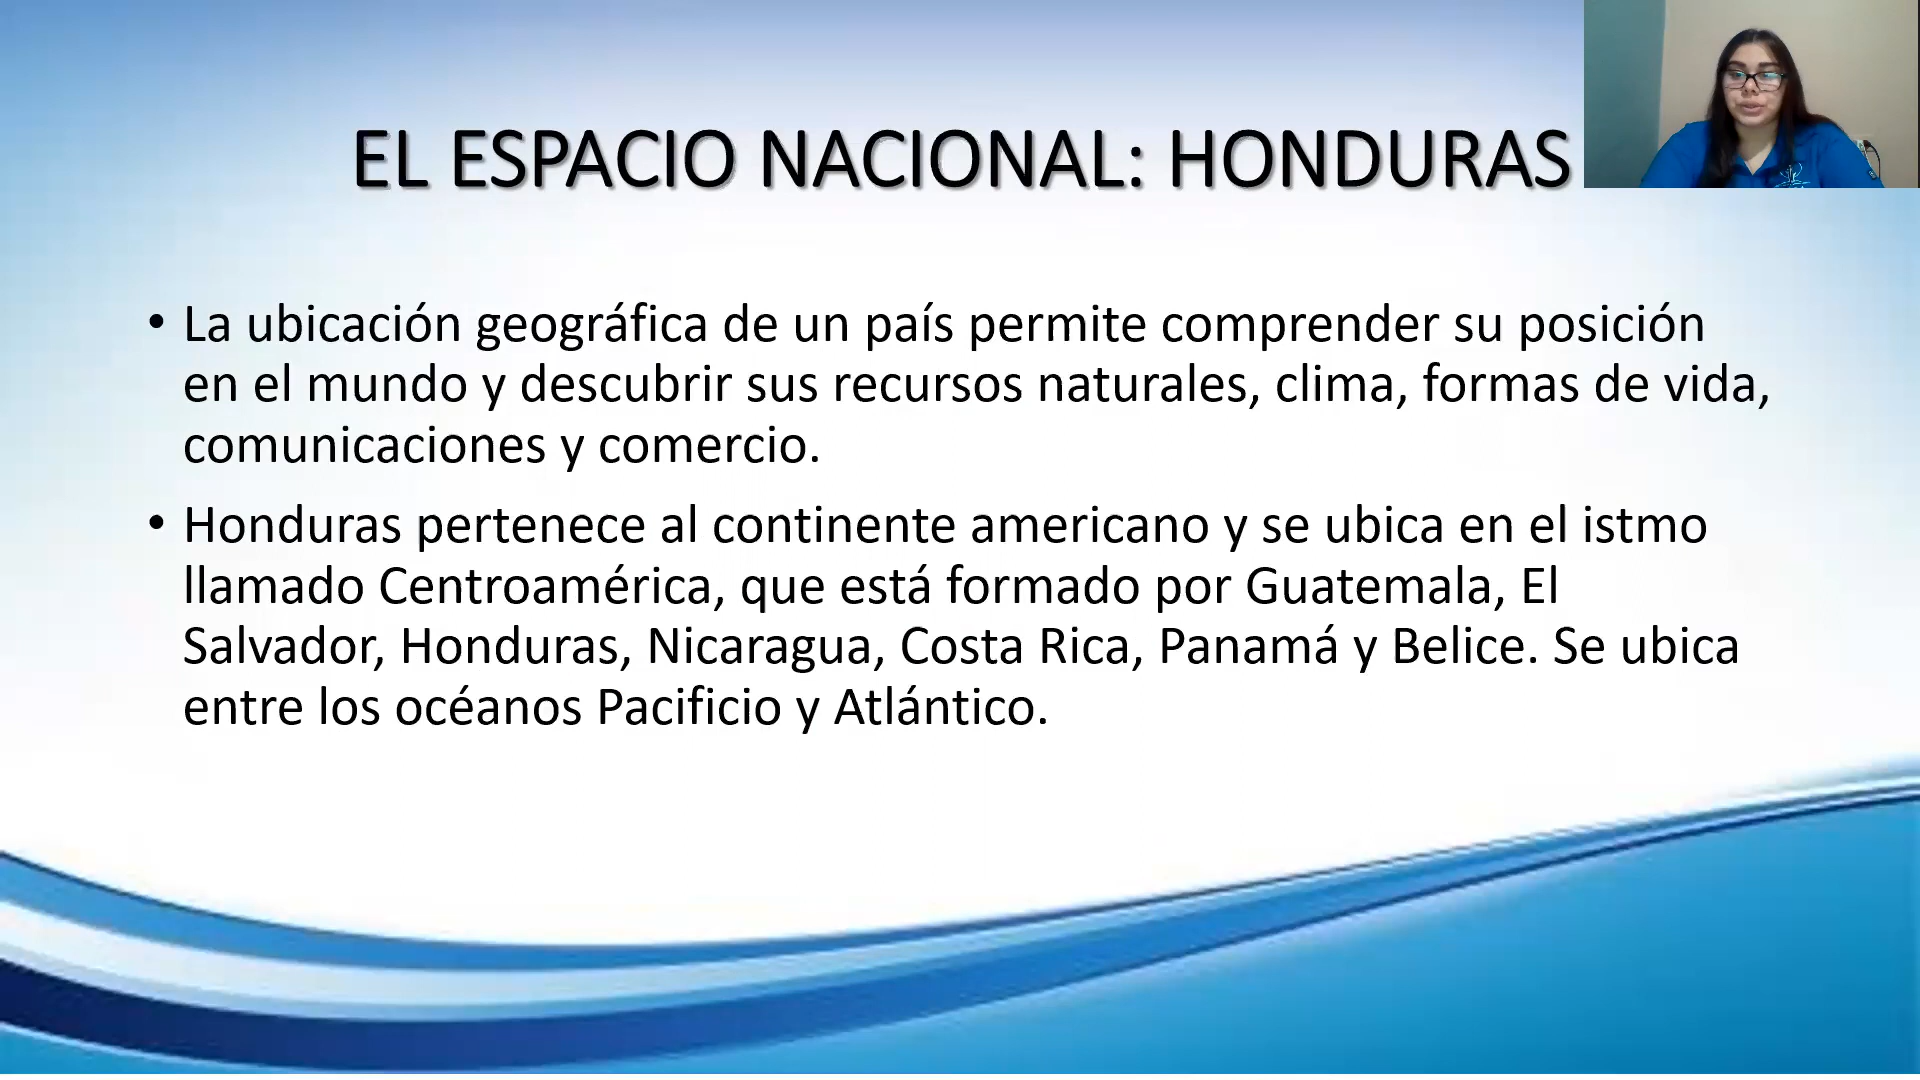 EL ESPACIO NACIONAL: HONDURAS
• La ubicación geográfica de un país permite comprender su posición
en el mundo y descubrir sus recursos naturales, clima, formas de vida,
comunicaciones y comercio.
• Honduras pertenece al continente americano y se ubica en el istmo
llamado Centroamérica, que está formado por Guatemala, El
Salvador, Honduras, Nicaragua, Costa Rica, Panamá y Belice. Se ubica
entre los océanos Pacificio y Atlántico.